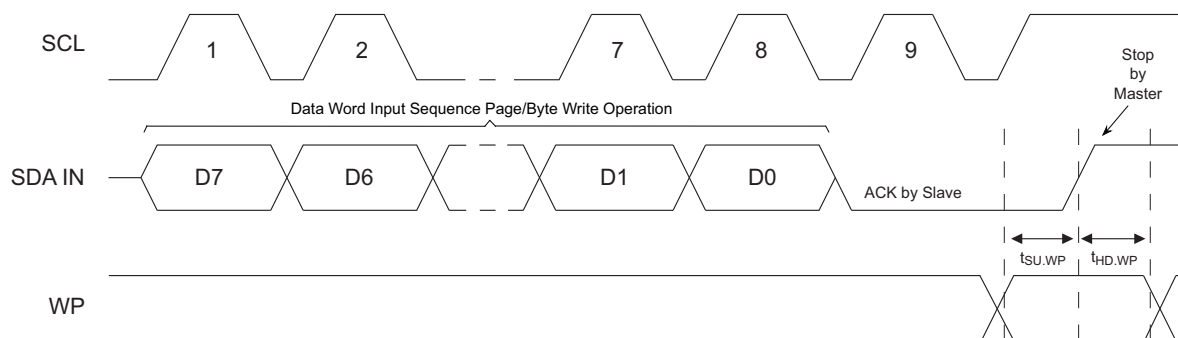 SCL
1 2 7 8 9
Stop
by
Master
Data Word Input Sequence Page/Byte Write Operation
SDA IN
D7 D6 D1 D0
ACK by Slave
tSU.WP tHD.WP
WP